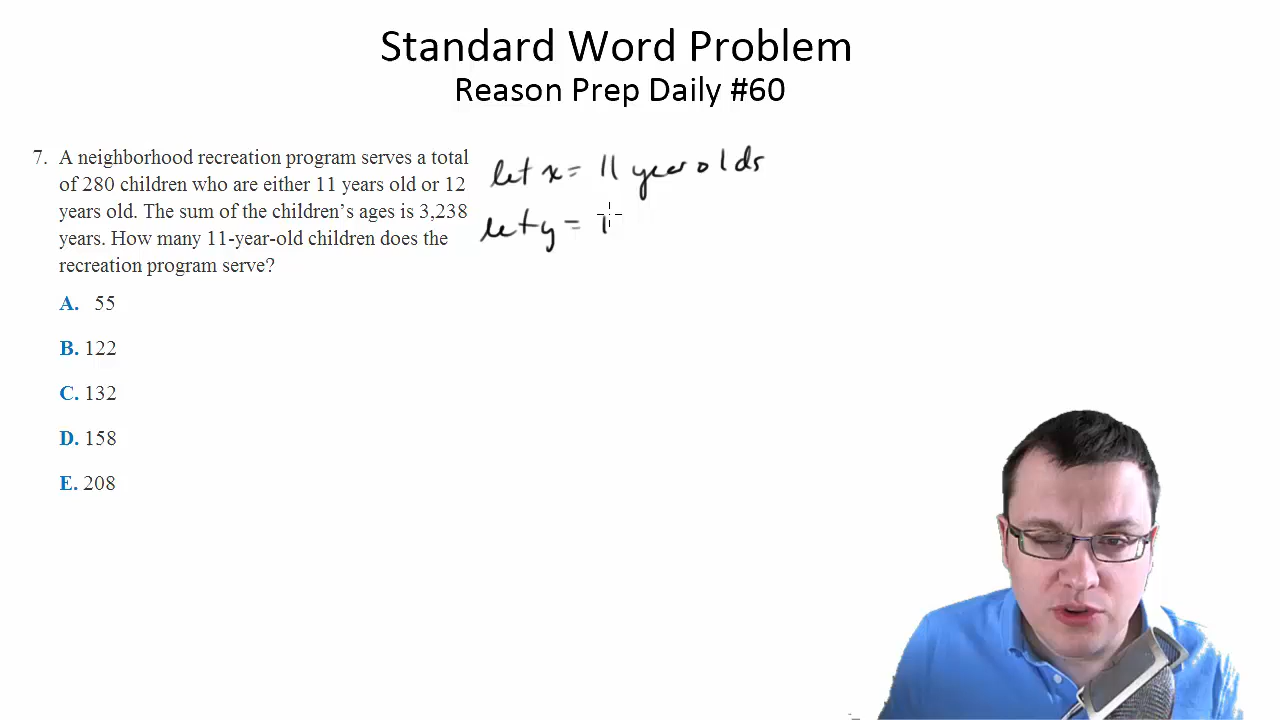 Standard Word Problem
Reason Prep Daily #60
7. A neighborhood recreation program serves a total
of 280 children who are either 11 years old or 12
years old. The sum of the children's ages is 3,238
years. How many 11-year-old children does the
recreation program serve?
let x = 11 year olds
let y = 1
A. 55
B. 122
C. 132
D. 158
E. 208